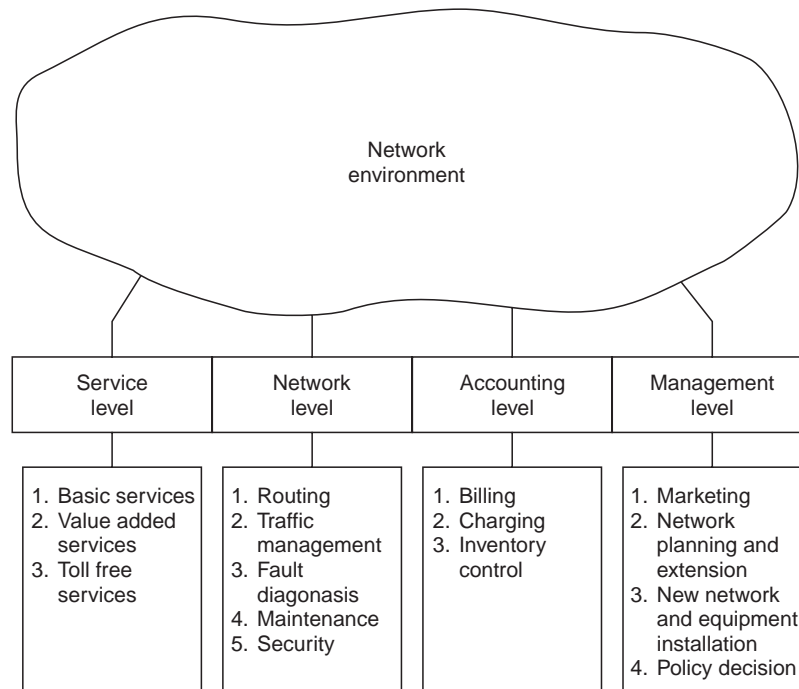 Network
environment
Service
level
Network
level
Accounting
level
Management
level
1. Basic services
2. Value added
services
3. Toll free
services
1. Routing
2. Traffic
management
3. Fault
diagonasis
4. Maintenance
5. Security
1. Billing
2. Charging
3. Inventory
control
1. Marketing
2. Network
planning and
extension
3. New network
and equipment
installation
4. Policy decision